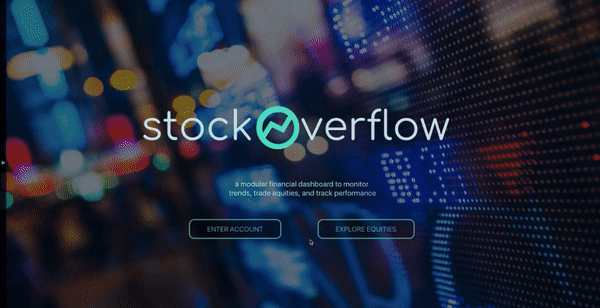 stockOverflow
a modular financial dashboard to monitor
trends, trade equities, and track performance
ENTER ACCOUNT
EXPLORE EQUITIES